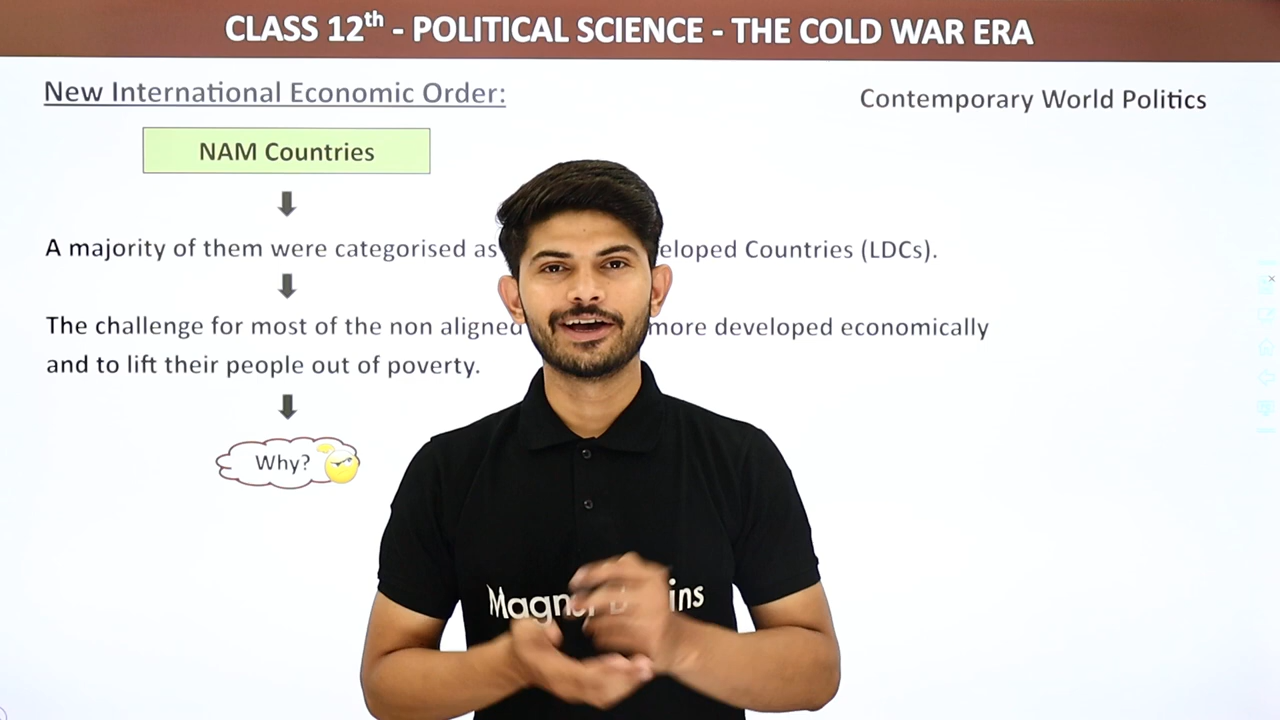 CLASS 12th - POLITICAL SCIENCE - THE COLD WAR ERA
New International Economic Order:
Contemporary World Politics
NAM Countries
A majority of them were categorised as eloped Countries (LDCs).
The challenge for most of the non aligned more developed economically
and to lift their people out of poverty.
Why?